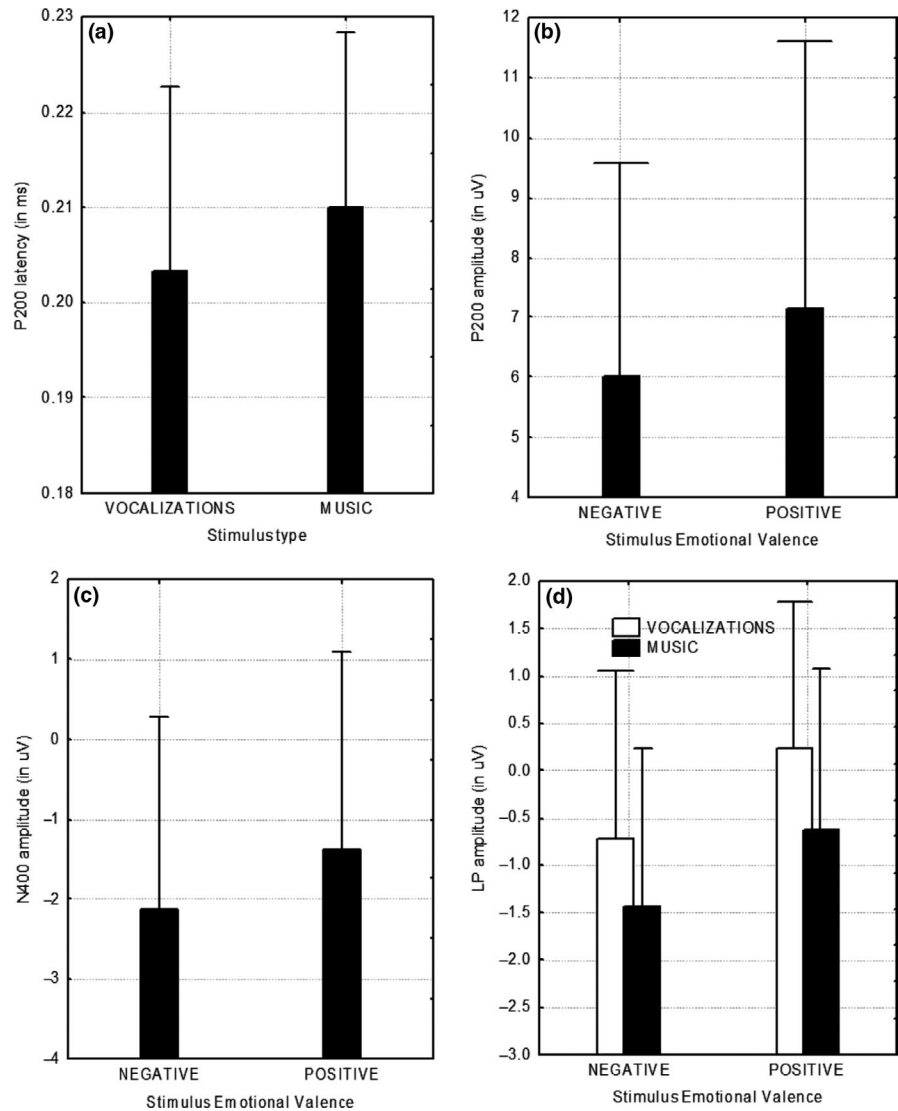 (a)
P200 latency (in ms)
0.23
0.22
0.21
0.20
0.19
0.18
VOCALIZATIONS MUSIC
Stimulus type
(b)
P200 amplitude (in uV)
12
11
10
9
8
7
6
5
4
NEGATIVE POSITIVE
Stimulus Emotional Valence
(c)
N400 amplitude (in uV)
2
1
0
−1
−2
−3
−4
NEGATIVE POSITIVE
Stimulus Emotional Valence
(d)
VOCALIZATIONS
MUSIC
LP amplitude (in uV)
2.0
1.5
1.0
0.5
0.0
−0.5
−1.0
−1.5
−2.0
−2.5
−3.0
NEGATIVE POSITIVE
Stimulus Emotional Valence